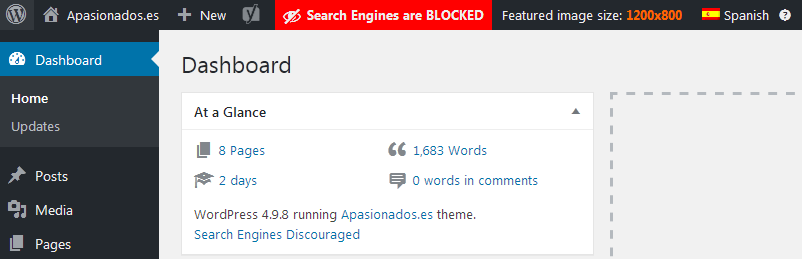 Apasionados.es + New Search Engines are BLOCKED Featured image size: 1200x800 Spanish
Dashboard
Home
Updates
Posts
Media
Pages
Dashboard
At a Glance
8 Pages 1,683 Words
2 days 0 words in comments
WordPress 4.9.8 running Apasionados.es theme.
Search Engines Discouraged